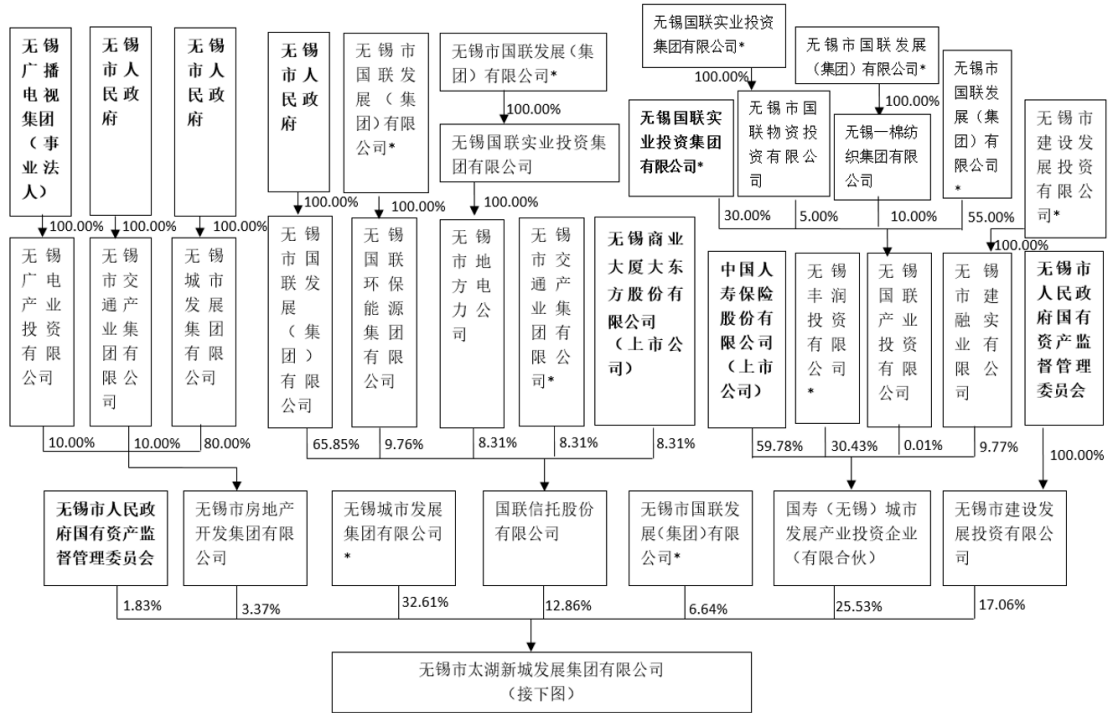 无锡
广播
电视
集团
（事
业法
人）
无锡
市人
民政
府
无锡
市人
民政
府
无锡
市人
民政
府
无锡市
国联发
展（集
团）有限
公司*
无锡市国联发展（集
团）有限公司*
无锡国联实业投资
集团有限公司*
无锡市国联发展
（集团）有限公司*
无锡市
国联发
展（集
团）有
限公司
*
100.00%
100.00%
100.00%
无锡国联实业投资集
团有限公司
无锡国联实
业投资集团
有限公司*
无锡市国
联物资投
资有限公
司
无锡一棉纺
织集团有限
公司
无锡市
建设发
展投资
有限公
司*
100.00%
100.00%
100.00%
100.00%
100.00%
100.00%
30.00%
5.00%
10.00%
55.00%
100.00%
无锡
广电
产业
投资
有限
公司
无锡
市交
通产
业集
团有
限公
司
无锡
城市
发展
集团
有限
公司
无锡
市国
联发
展
（集
团）
有限
公司
无锡
国联
环保
能源
集团
有限
公司
无锡
市地
方电
力公
司
无锡
市交
通产
业集
团有
限公
司*
无锡商业
大厦大东
方股份有
限公司
（上市公
司）
中国人
寿保险
股份有
限公司
（上市
公司）
无锡
丰润
投资
有限
公司
*
无锡
国联
产业
投资
有限
公司
无锡
市建
融实
业有
限公
司
无锡市
人民政
府国有
资产监
督管理
委员会
10.00%
10.00%
80.00%
65.85%
9.76%
8.31%
8.31%
8.31%
59.78%
30.43%
0.01%
9.77%
100.00%
无锡市人民政
府国有资产监
督管理委员会
无锡市房地产
开发集团有限
公司
无锡城市发展
集团有限公司
*
国联信托股份有
限公司
无锡市国联发
展（集团）有限
公司*
国寿（无锡）城市
发展产业投资企业
（有限合伙）
无锡市建设发
展投资有限公
司
1.83%
3.37%
32.61%
12.86%
6.64%
25.53%
17.06%
无锡市太湖新城发展集团有限公司
（接下图）